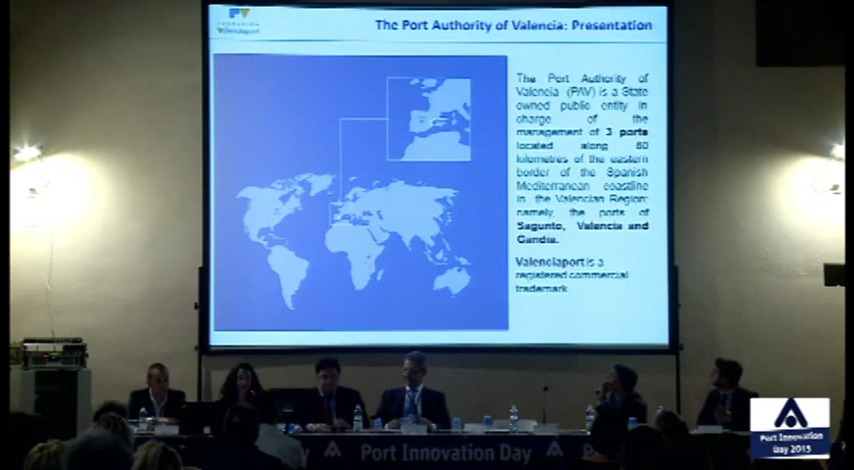 FUNDACIÓN
Valenciaport
The Port Authority of Valencia: Presentation
The Port Authority of
Valencia (PAV) is a State
owned public entity in
charge of the
management of 3 ports
located along 80
kilometres of the eastern
border of the Spanish
Mediterranean coastline
in the Valencian Region:
namely, the ports of
Sagunto, Valencia and
Gandia.
Valenciaport is a
registered commercial
trademark
Port Innovation Day
Port Innovation
Day 2015